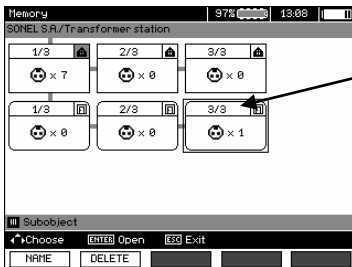 Memory 97% 13:08
SONEL S.A./Transformer station
1/3 2/3 3/3
× 7 × 0 × 0
1/3 2/3 3/3
× 0 × 0 × 1
Subobject
Choose ENTER Open ESC Exit
NAME DELETE